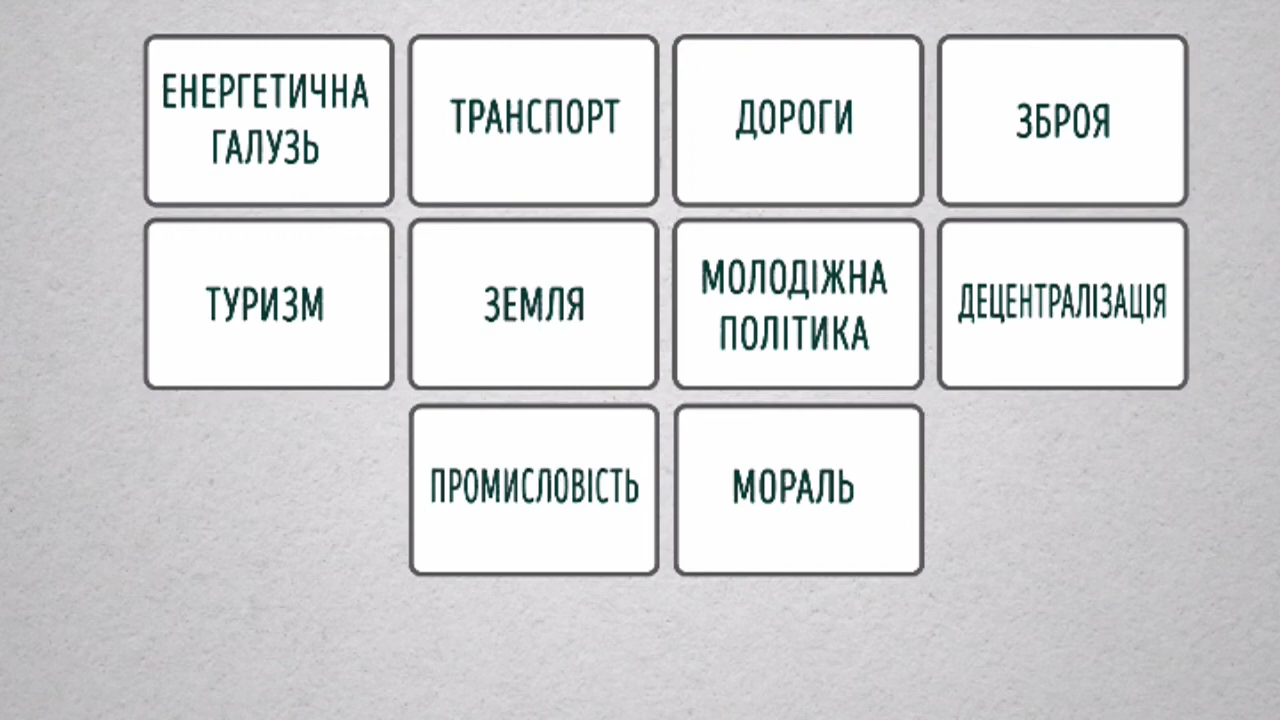 ЕНЕРГЕТИЧНА
ГАЛУЗЬ
ТРАНСПОРТ
ДОРОГИ
ЗБРОЯ
ТУРИЗМ
ЗЕМЛЯ
МОЛОДІЖНА
ПОЛІТИКА
ДЕЦЕНТРАЛІЗАЦІЯ
ПРОМИСЛОВІСТЬ
МОРАЛЬ